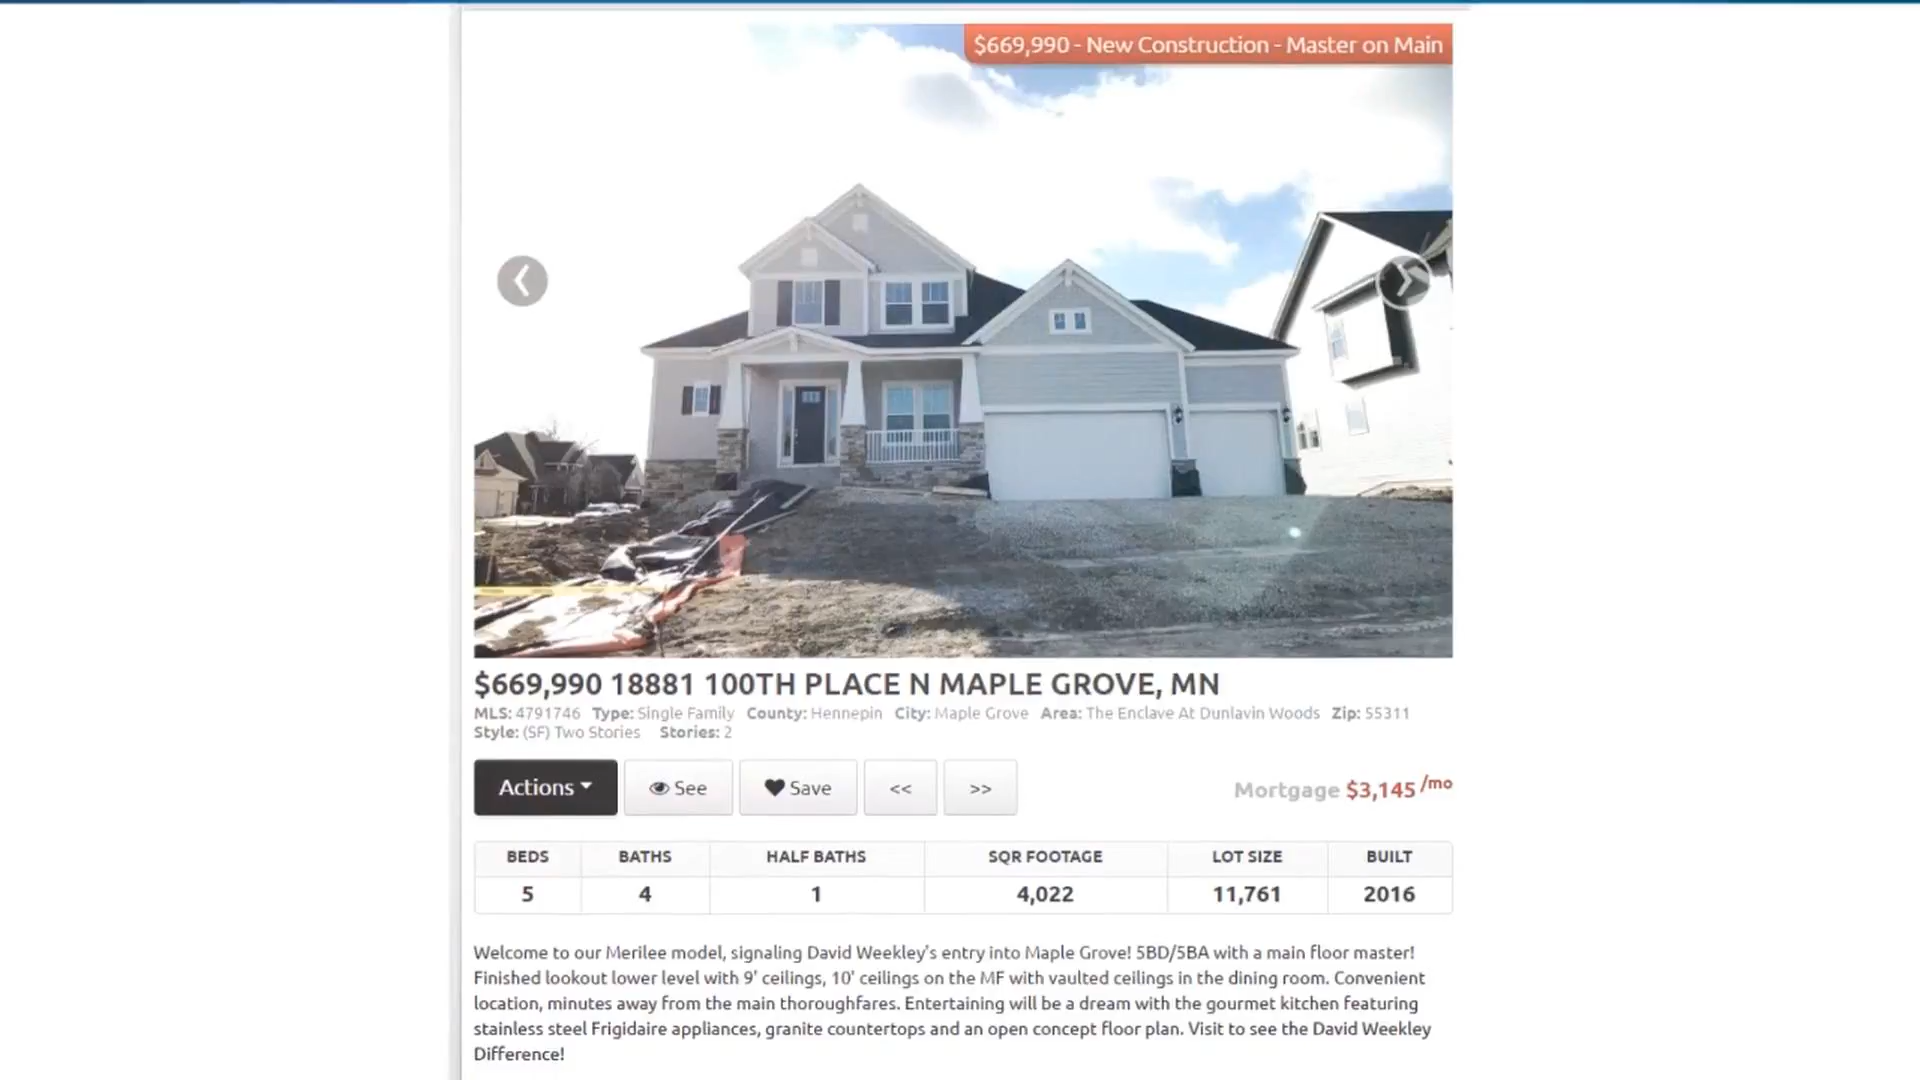 $669,990 - New Construction - Master on Main
$669,990 18881 100TH PLACE N MAPLE GROVE, MN
MLS: 4791746 Type: Single Family County: Hennepin City: Maple Grove Area: The Enclave At Dunlavin Woods Zip: 55311
Style: (SF) Two Stories Stories: 2
Actions See Save << >> Mortgage $3,145 /mo
BEDS BATHS HALF BATHS SQR FOOTAGE LOT SIZE BUILT
5 4 1 4,022 11,761 2016
Welcome to our Merilee model, signaling David Weekley's entry into Maple Grove! 5BD/5BA with a main floor master!
Finished lookout lower level with 9' ceilings, 10' ceilings on the MF with vaulted ceilings in the dining room. Convenient
location, minutes away from the main thoroughfares. Entertaining will be a dream with the gourmet kitchen featuring
stainless steel Frigidaire appliances, granite countertops and an open concept floor plan. Visit to see the David Weekley
Difference!